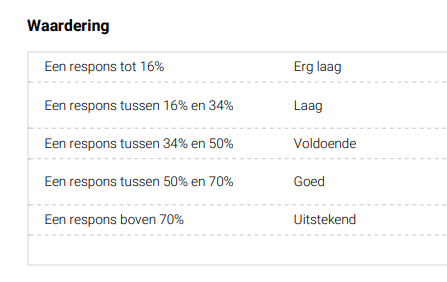 Waardering
Een respons tot 16% Erg laag
Een respons tussen 16% en 34% Laag
Een respons tussen 34% en 50% Voldoende
Een respons tussen 50% en 70% Goed
Een respons boven 70% Uitstekend